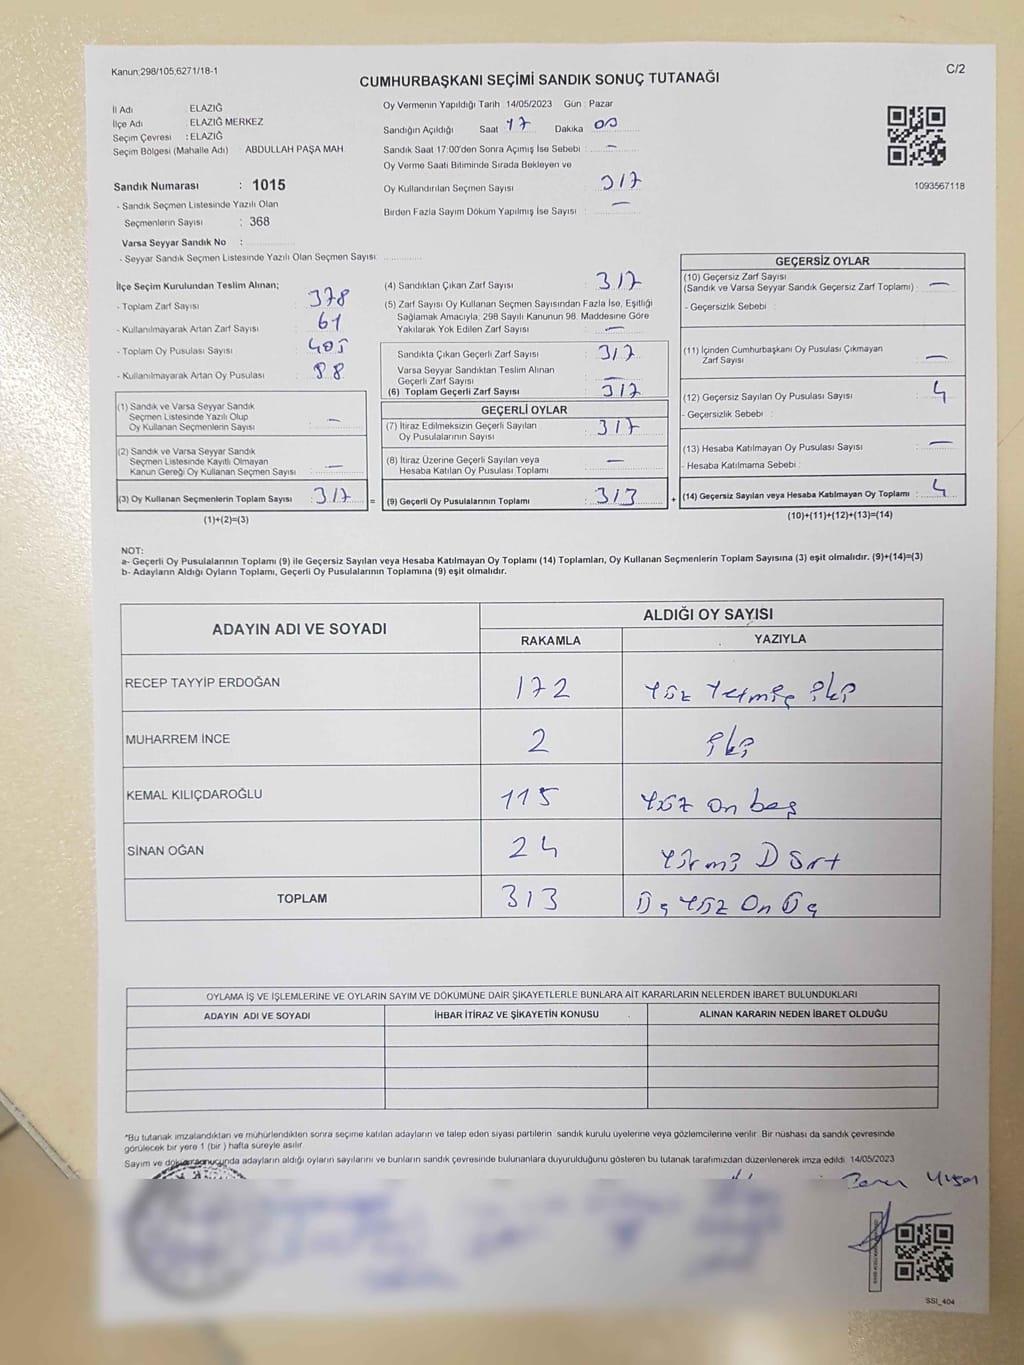 Kanun;298/105;6271/18-1
C/2
CUMHURBAŞKANI SEÇİMİ SANDIK SONUÇ TUTANAĞI
İl Adı : ELAZIĞ
İlçe Adı : ELAZIĞ MERKEZ
Seçim Çevresi : ELAZIĞ
Seçim Bölgesi (Mahalle Adı) : ABDULLAH PAŞA MAH.
Sandık Numarası : 1015
- Sandık Seçmen Listesinde Yazılı Olan
Seçmenlerin Sayısı : 368
Varsa Seyyar Sandık No :
- Seyyar Sandık Seçmen Listesinde Yazılı Olan Seçmen Sayısı:
Oy Vermenin Yapıldığı Tarih : 14/05/2023 Gün : Pazar
Sandığın Açıldığı Saat 17 Dakika 00
Sandık Saat 17:00'den Sonra Açımış İse Sebebi : —
Oy Verme Saati Bitiminde Sırada Bekleyen ve
Oy Kullandırılan Seçmen Sayısı : 317
Birden Fazla Sayım Döküm Yapılmış İse Sayısı : —
1093567118
İlçe Seçim Kurulundan Teslim Alınan;
- Toplam Zarf Sayısı : 378
- Kullanılmayarak Artan Zarf Sayısı : 61
- Toplam Oy Pusulası Sayısı : 405
- Kullanılmayarak Artan Oy Pusulası : 88
(1) Sandık ve Varsa Seyyar Sandık
Seçmen Listesinde Yazılı Olup
Oy Kullanan Seçmenlerin Sayısı : —
(2) Sandık ve Varsa Seyyar Sandık
Seçmen Listesinde Kayıtlı Olmayan
Kanun Gereği Oy Kullanan Seçmen Sayısı : —
(3) Oy Kullanan Seçmenlerin Toplam Sayısı : 317 =
(1)+(2)=(3)
(4) Sandıktan Çıkan Zarf Sayısı : 317
(5) Zarf Sayısı Oy Kullanan Seçmen Sayısından Fazla İse, Eşitliği
Sağlamak Amacıyla; 298 Sayılı Kanunun 98. Maddesine Göre
Yakılarak Yok Edilen Zarf Sayısı : —
Sandıkta Çıkan Geçerli Zarf Sayısı : 317
Varsa Seyyar Sandıktan Teslim Alınan
Geçerli Zarf Sayısı : —
(6) Toplam Geçerli Zarf Sayısı : 317
GEÇERLİ OYLAR
(7) İtiraz Edilmeksizin Geçerli Sayılan
Oy Pusulalarının Sayısı : 317
(8) İtiraz Üzerine Geçerli Sayılan veya
Hesaba Katılan Oy Pusulası Toplamı : —
(9) Geçerli Oy Pusulalarının Toplamı : 313 +
GEÇERSİZ OYLAR
(10) Geçersiz Zarf Sayısı
(Sandık ve Varsa Seyyar Sandık Geçersiz Zarf Toplamı) : —
- Geçersizlik Sebebi :
(11) İçinden Cumhurbaşkanı Oy Pusulası Çıkmayan
Zarf Sayısı : —
(12) Geçersiz Sayılan Oy Pusulası Sayısı : 4
- Geçersizlik Sebebi :
(13) Hesaba Katılmayan Oy Pusulası Sayısı : —
- Hesaba Katılmama Sebebi :
(14) Geçersiz Sayılan veya Hesaba Katılmayan Oy Toplamı : 4
(10)+(11)+(12)+(13)=(14)
NOT:
a- Geçerli Oy Pusulalarının Toplamı (9) ile Geçersiz Sayılan veya Hesaba Katılmayan Oy Toplamı (14) Toplamları, Oy Kullanan Seçmenlerin Toplam Sayısına (3) eşit olmalıdır. (9)+(14)=(3)
b- Adayların Aldığı Oyların Toplamı, Geçerli Oy Pusulalarının Toplamına (9) eşit olmalıdır.
ADAYIN ADI VE SOYADI
ALDIĞI OY SAYISI
RAKAMLA YAZIYLA
RECEP TAYYİP ERDOĞAN 172 Yüz Yetmiş iki
MUHARREM İNCE 2 iki
KEMAL KILIÇDAROĞLU 115 Yüz on beş
SİNAN OĞAN 24 Yirmi Dört
TOPLAM 313 Üç Yüz On Üç
OYLAMA İŞ VE İŞLEMLERİNE VE OYLARIN SAYIM VE DÖKÜMÜNE DAİR ŞİKAYETLERLE BUNLARA AİT KARARLARIN NELERDEN İBARET BULUNDUKLARI
ADAYIN ADI VE SOYADI İHBAR İTİRAZ VE ŞİKAYETİN KONUSU ALINAN KARARIN NEDEN İBARET OLDUĞU
*Bu tutanak imzalandıktan ve mühürlendikten sonra seçime katılan adayların ve talep eden siyasi partilerin sandık kurulu üyelerine veya gözlemcilerine verilir. Bir nüshası da sandık çevresinde
görülecek bir yere 1 (bir) hafta süreyle asılır.
Sayım ve döküm sonucunda adayların aldığı oyların sayılarını ve bunların sandık çevresinde bulunanlara duyurulduğunu gösteren bu tutanak tarafımızdan düzenlenerek imza edildi. 14/05/2023
SSI_404